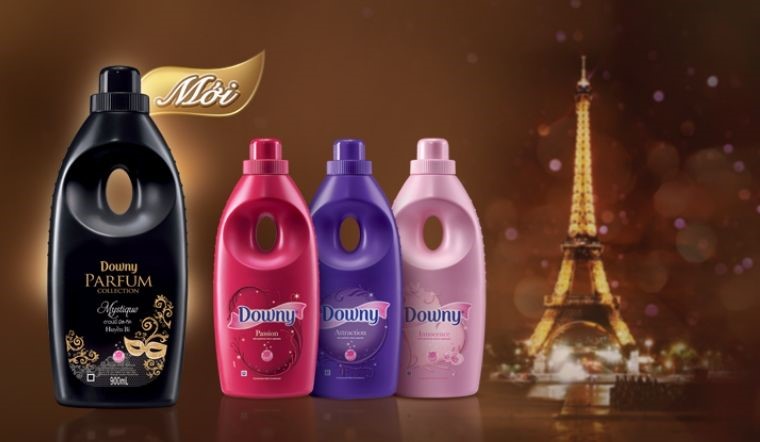 Mới
Downy
PARFUM
COLLECTION
Mystique
Huyền Bí
900mL
Downy
Passion
Downy
Attraction
Downy
Innocence